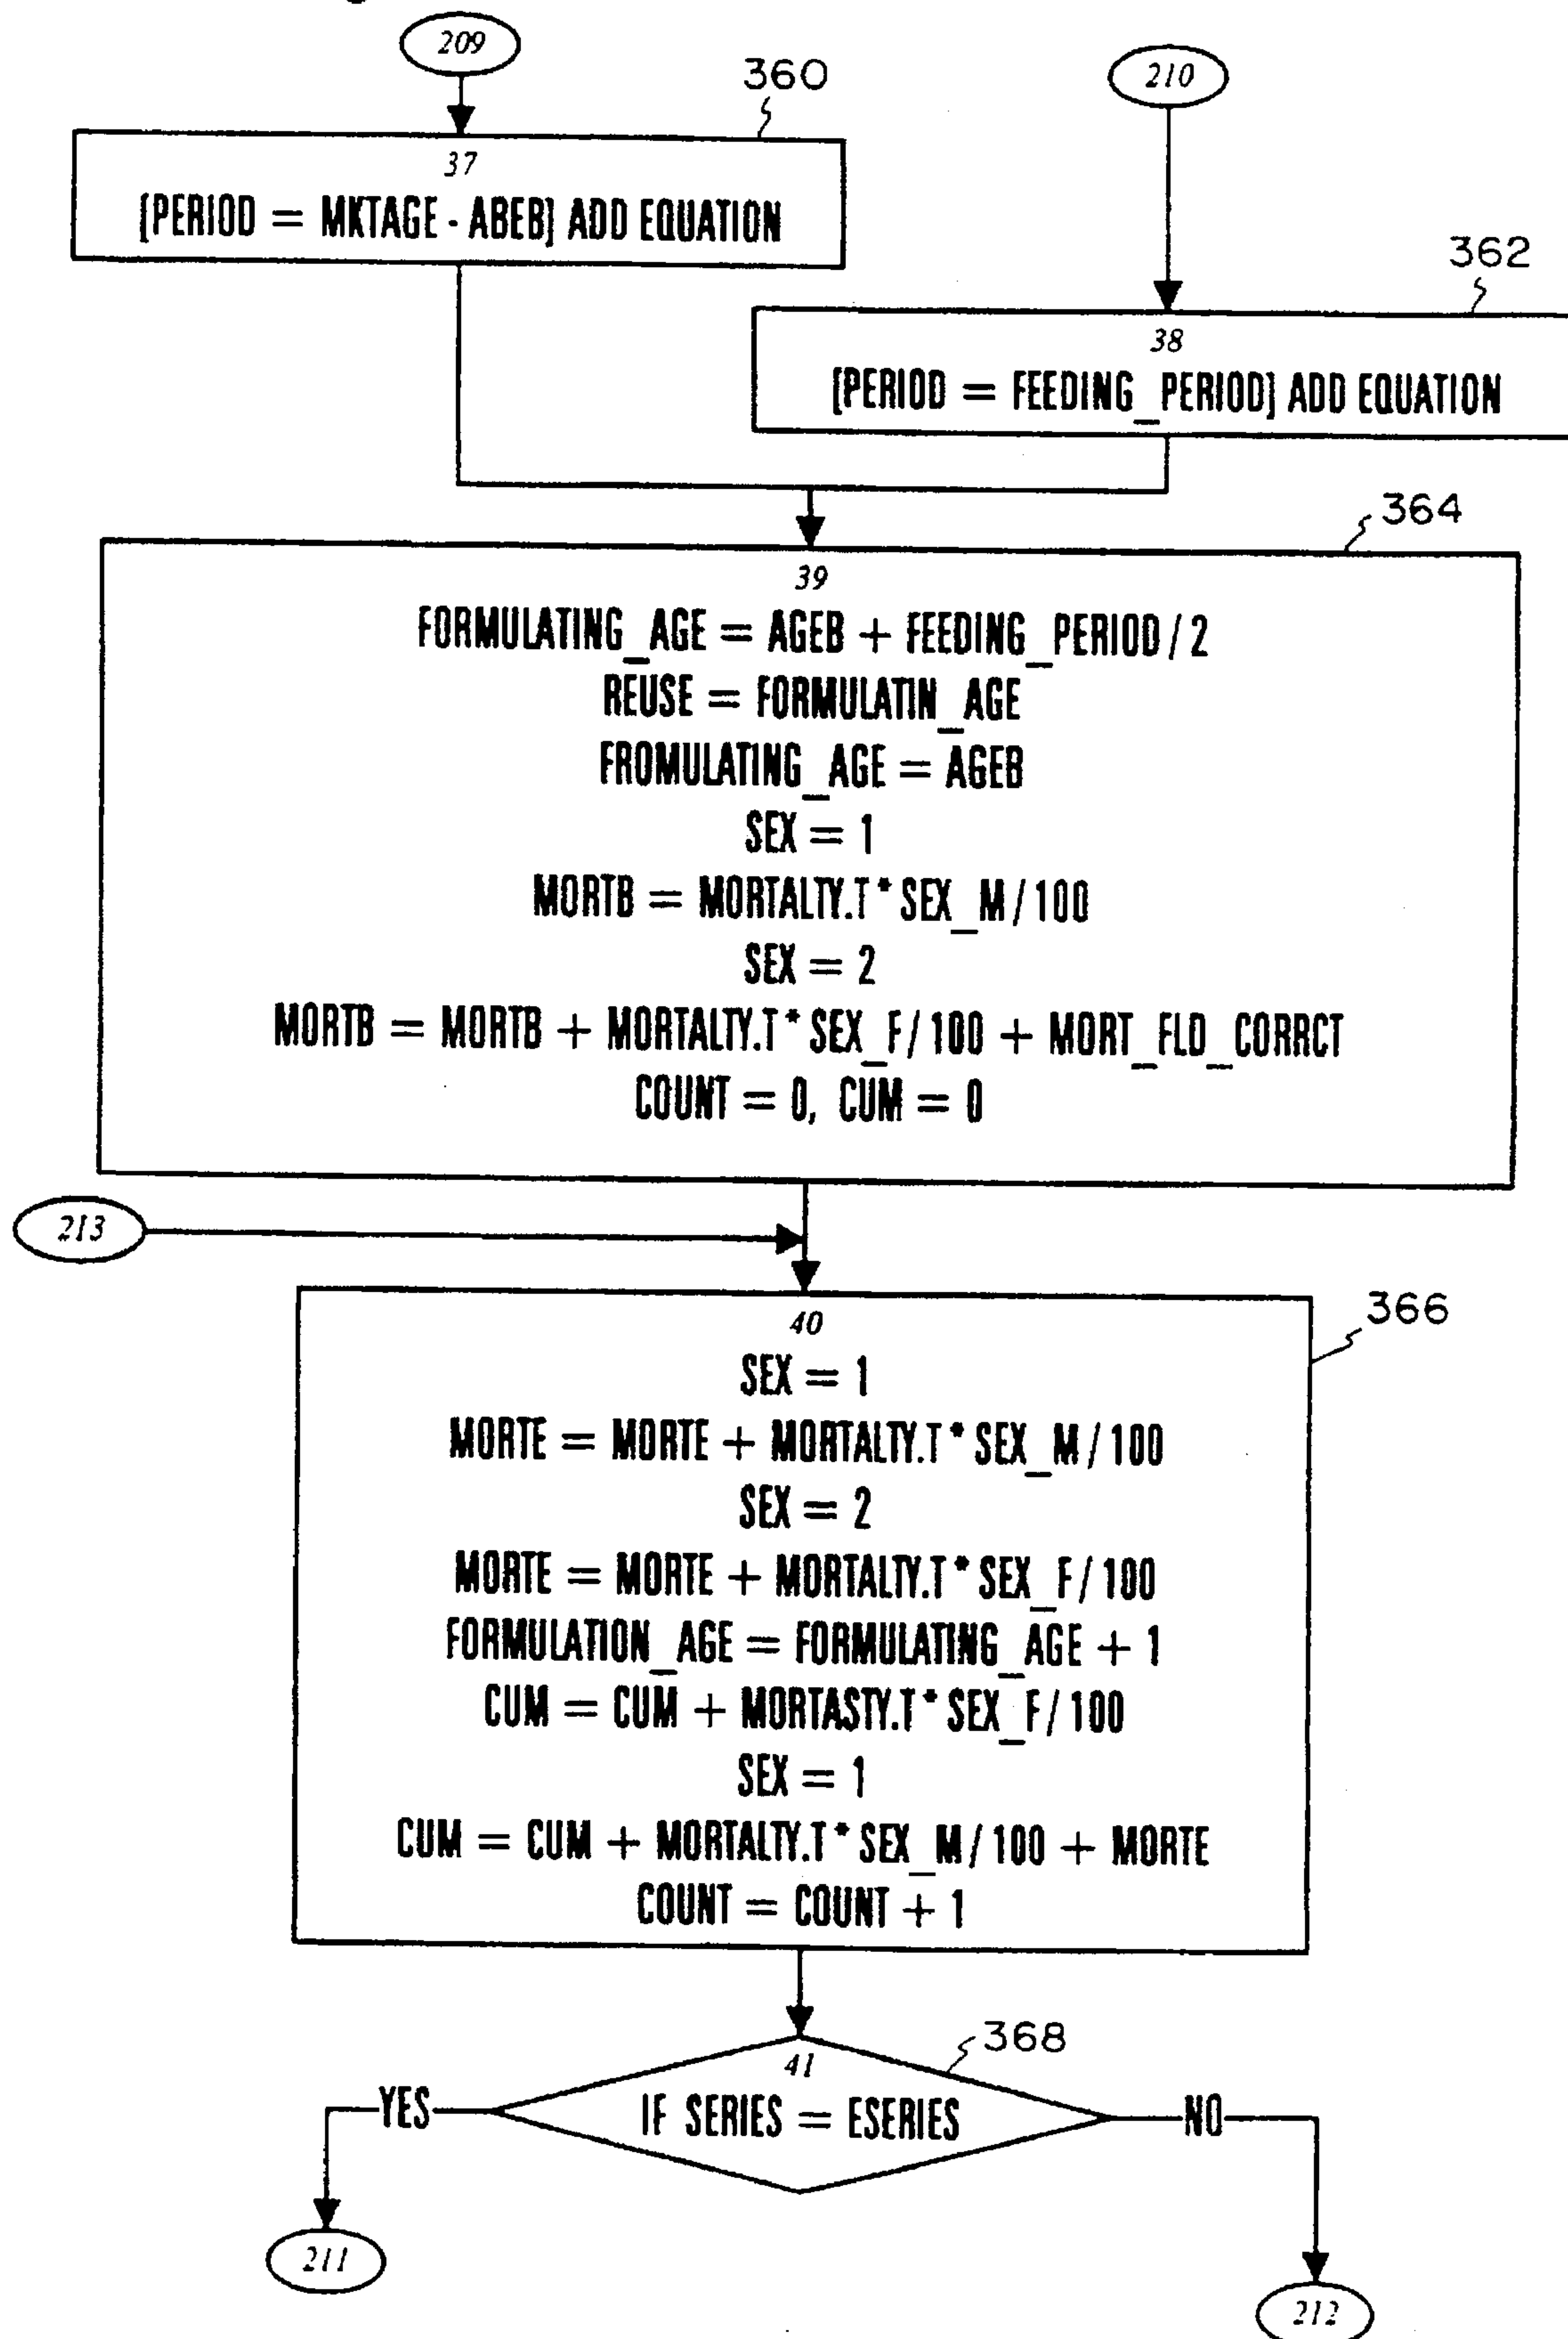 209
360
210
37
[PERIOD = MKTAGE - ABEB] ADD EQUATION
362
38
[PERIOD = FEEDING_PERIOD] ADD EQUATION
364
39
FORMULATING_AGE = AGEB + FEEDING_PERIOD/2
REUSE = FORMULATIN_AGE
FROMULATING_AGE = AGEB
SEX = 1
MORTB = MORTALTY.T* SEX_M/100
SEX = 2
MORTB = MORTB + MORTALTY.T* SEX_F/100 + MORT_FLD_CORRCT
COUNT = 0, CUM = 0
213
366
40
SEX = 1
MORTE = MORTE + MORTALTY.T* SEX_M/100
SEX = 2
MORTE = MORTE + MORTALTY.T* SEX_F/100
FORMULATION_AGE = FORMULATING_AGE + 1
CUM = CUM + MORTASTY.T* SEX_F/100
SEX = 1
CUM = CUM + MORTALTY.T* SEX_M/100 + MORTE
COUNT = COUNT + 1
368
41
YES
IF SERIES = ESERIES
NO
211
212